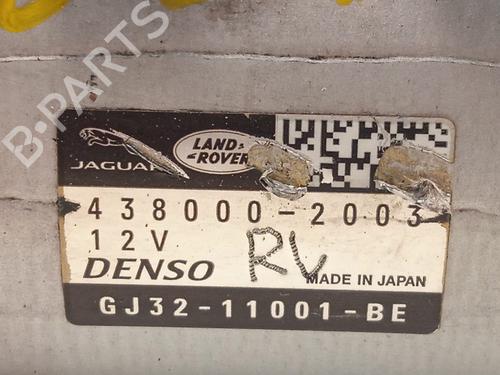 B-PARTS
JAGUAR
LAND ROVER
438000-2003
12V
DENSO
RV
MADE IN JAPAN
GJ32-11001-BE